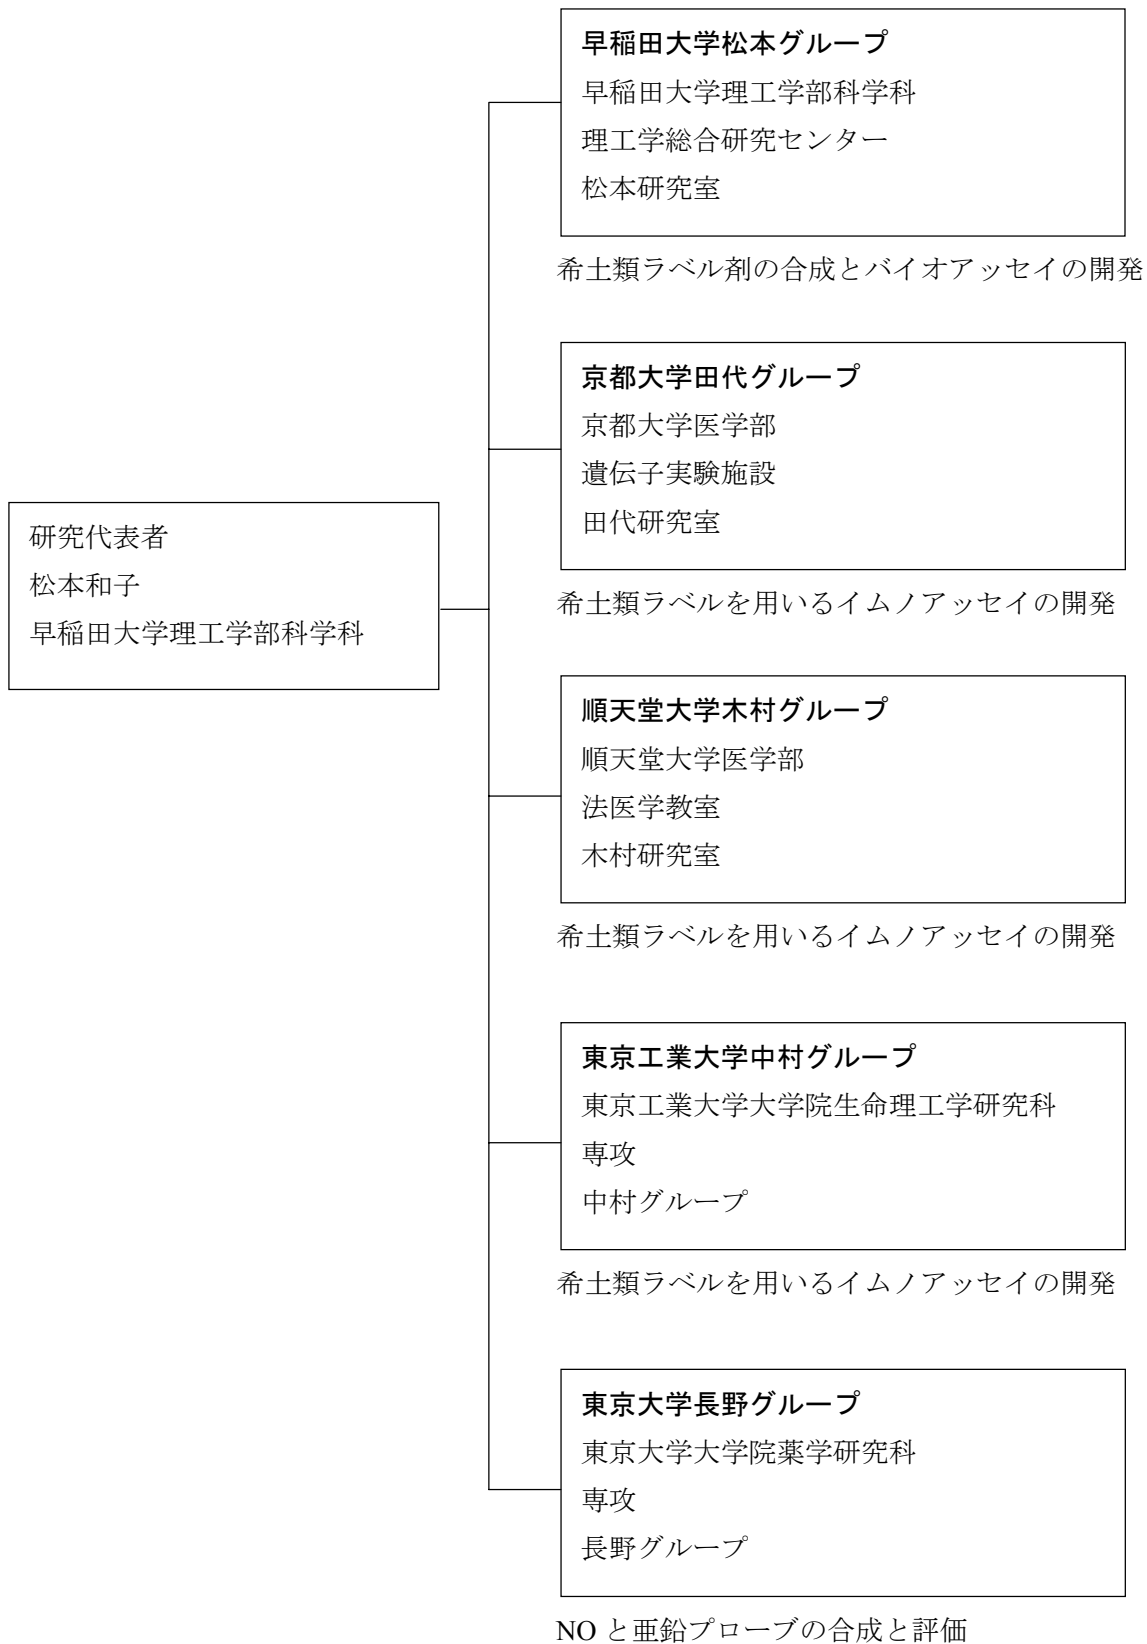 研究代表者
松本和子
早稲田大学理工学部科学科
早稲田大学松本グループ
早稲田大学理工学部科学科
理工学総合研究センター
松本研究室
希土類ラベル剤の合成とバイオアッセイの開発
京都大学田代グループ
京都大学医学部
遺伝子実験施設
田代研究室
希土類ラベルを用いるイムノアッセイの開発
順天堂大学木村グループ
順天堂大学医学部
法医学教室
木村研究室
希土類ラベルを用いるイムノアッセイの開発
東京工業大学中村グループ
東京工業大学大学院生命理工学研究科
専攻
中村グループ
希土類ラベルを用いるイムノアッセイの開発
東京大学長野グループ
東京大学大学院薬学研究科
専攻
長野グループ
NO と亜鉛プローブの合成と評価